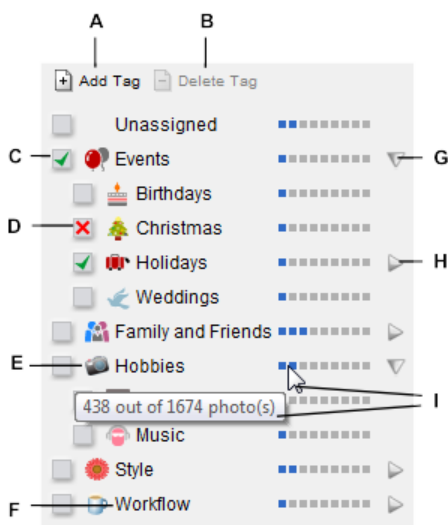 A B
Add Tag Delete Tag
Unassigned
C Events G
Birthdays
D Christmas
Holidays H
Weddings
Family and Friends
E Hobbies
438 out of 1674 photo(s) I
Music
Style
F Workflow